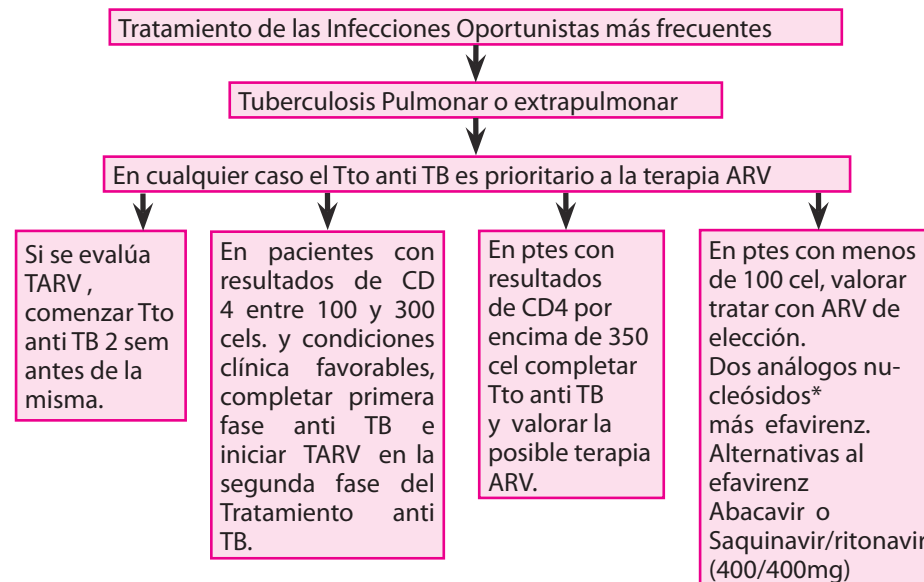 Tratamiento de las Infecciones Oportunistas más frecuentes
Tuberculosis Pulmonar o extrapulmonar
En cualquier caso el Tto anti TB es prioritario a la terapia ARV
Si se evalúa
TARV ,
comenzar Tto
anti TB 2 sem
antes de la
misma.
En pacientes con
resultados de CD
4 entre 100 y 300
cels. y condiciones
clínica favorables,
completar primera
fase anti TB e
iniciar TARV en la
segunda fase del
Tratamiento anti
TB.
En ptes con
resultados
de CD4 por
encima de 350
cel completar
Tto anti TB
y valorar la
posible terapia
ARV.
En ptes con menos
de 100 cel, valorar
tratar con ARV de
elección.
Dos análogos nu-
cleósidos*
más efavirenz.
Alternativas al
efavirenz
Abacavir o
Saquinavir/ritonavir
(400/400mg)